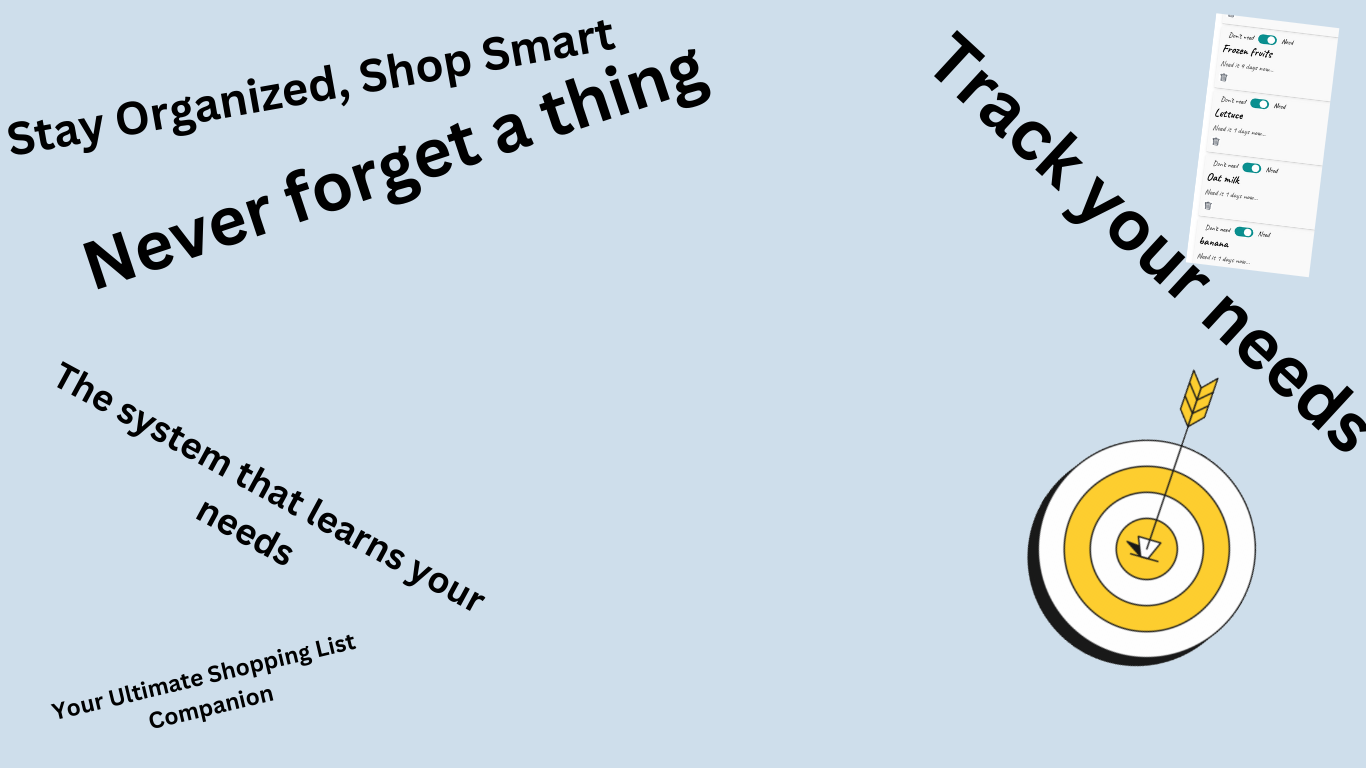 Stay Organized, Shop Smart
Never forget a thing
Track your needs
Don't need Need
Frozen fruits
Need it 4 days now...
Don't need Need
Lettuce
Need it 1 days now...
Don't need Need
Oat milk
Need it 1 days now...
Don't need Need
banana
Need it 1 days now...
The system that learns your
needs
Your Ultimate Shopping List
Companion